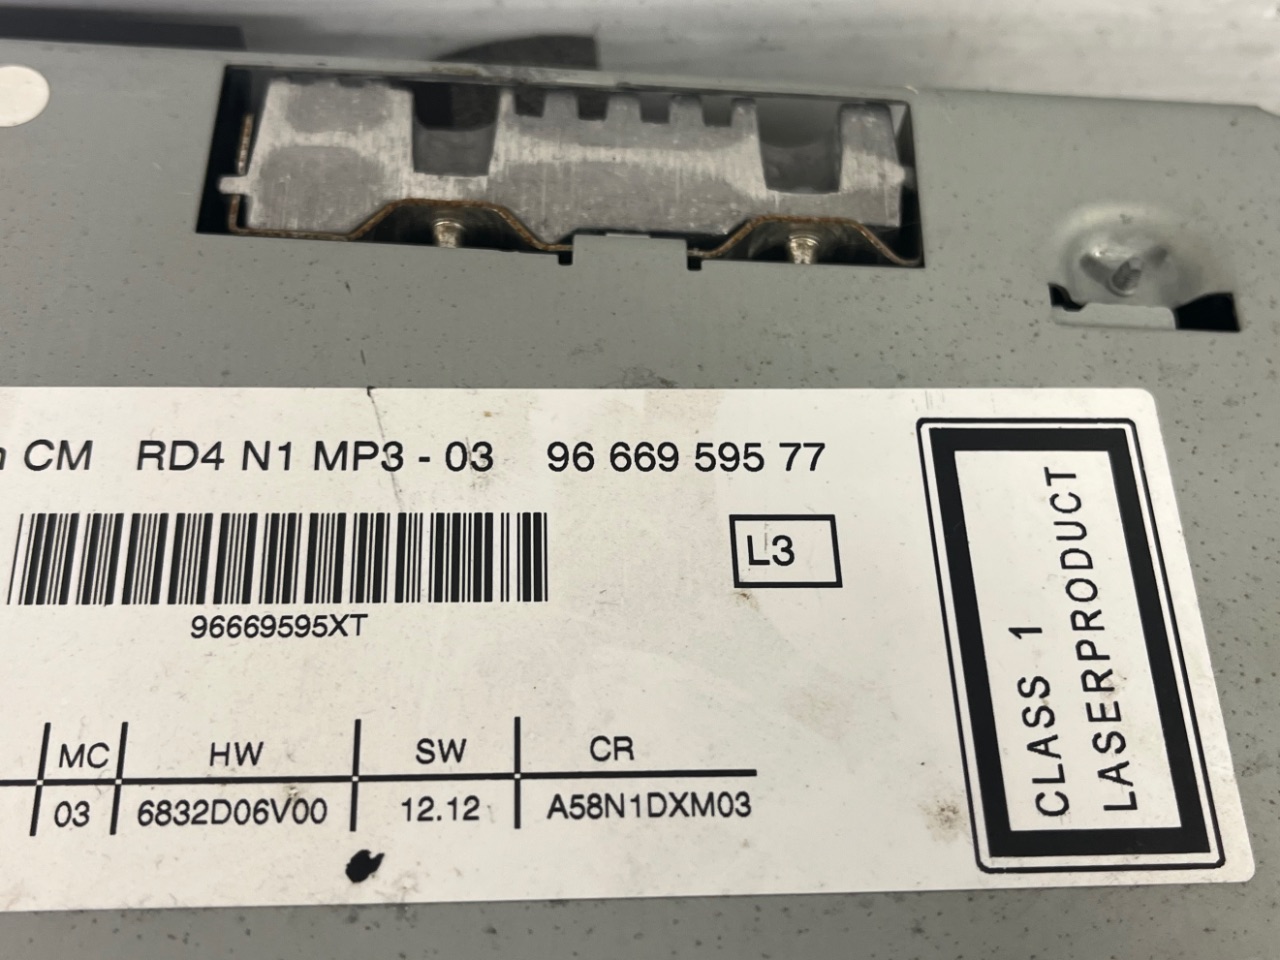 CM RD4 N1 MP3 - 03 96 669 595 77
L3
96669595XT
MC HW SW CR
03 6832D06V00 12.12 A58N1DXM03
CLASS 1
LASERPRODUCT